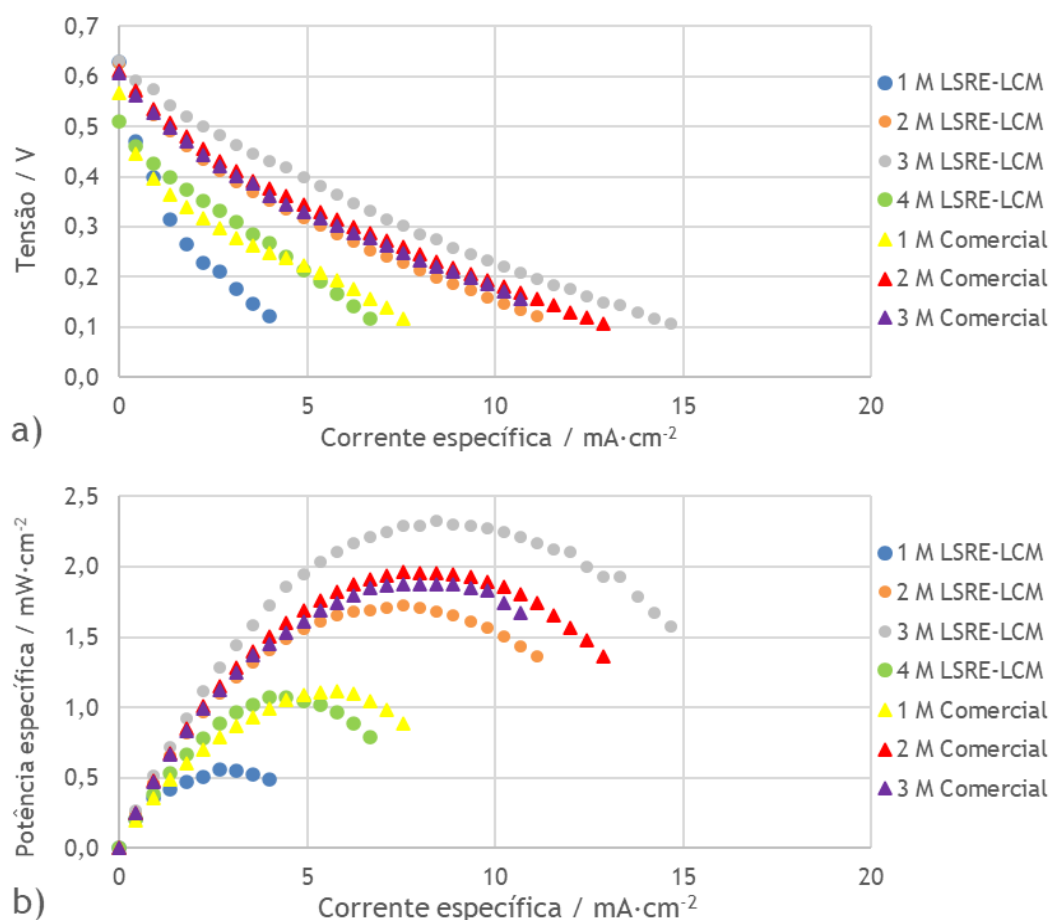 0,7
0,6
0,5
0,4
0,3
0,2
0,1
0,0
Tensão / V
0
5
10
15
20
Corrente específica / mA·cm⁻²
a)
1 M LSRE-LCM
2 M LSRE-LCM
3 M LSRE-LCM
4 M LSRE-LCM
1 M Comercial
2 M Comercial
3 M Comercial
2,5
2,0
1,5
1,0
0,5
0,0
Potência específica / mW·cm⁻²
0
5
10
15
20
Corrente específica / mA·cm⁻²
b)
1 M LSRE-LCM
2 M LSRE-LCM
3 M LSRE-LCM
4 M LSRE-LCM
1 M Comercial
2 M Comercial
3 M Comercial